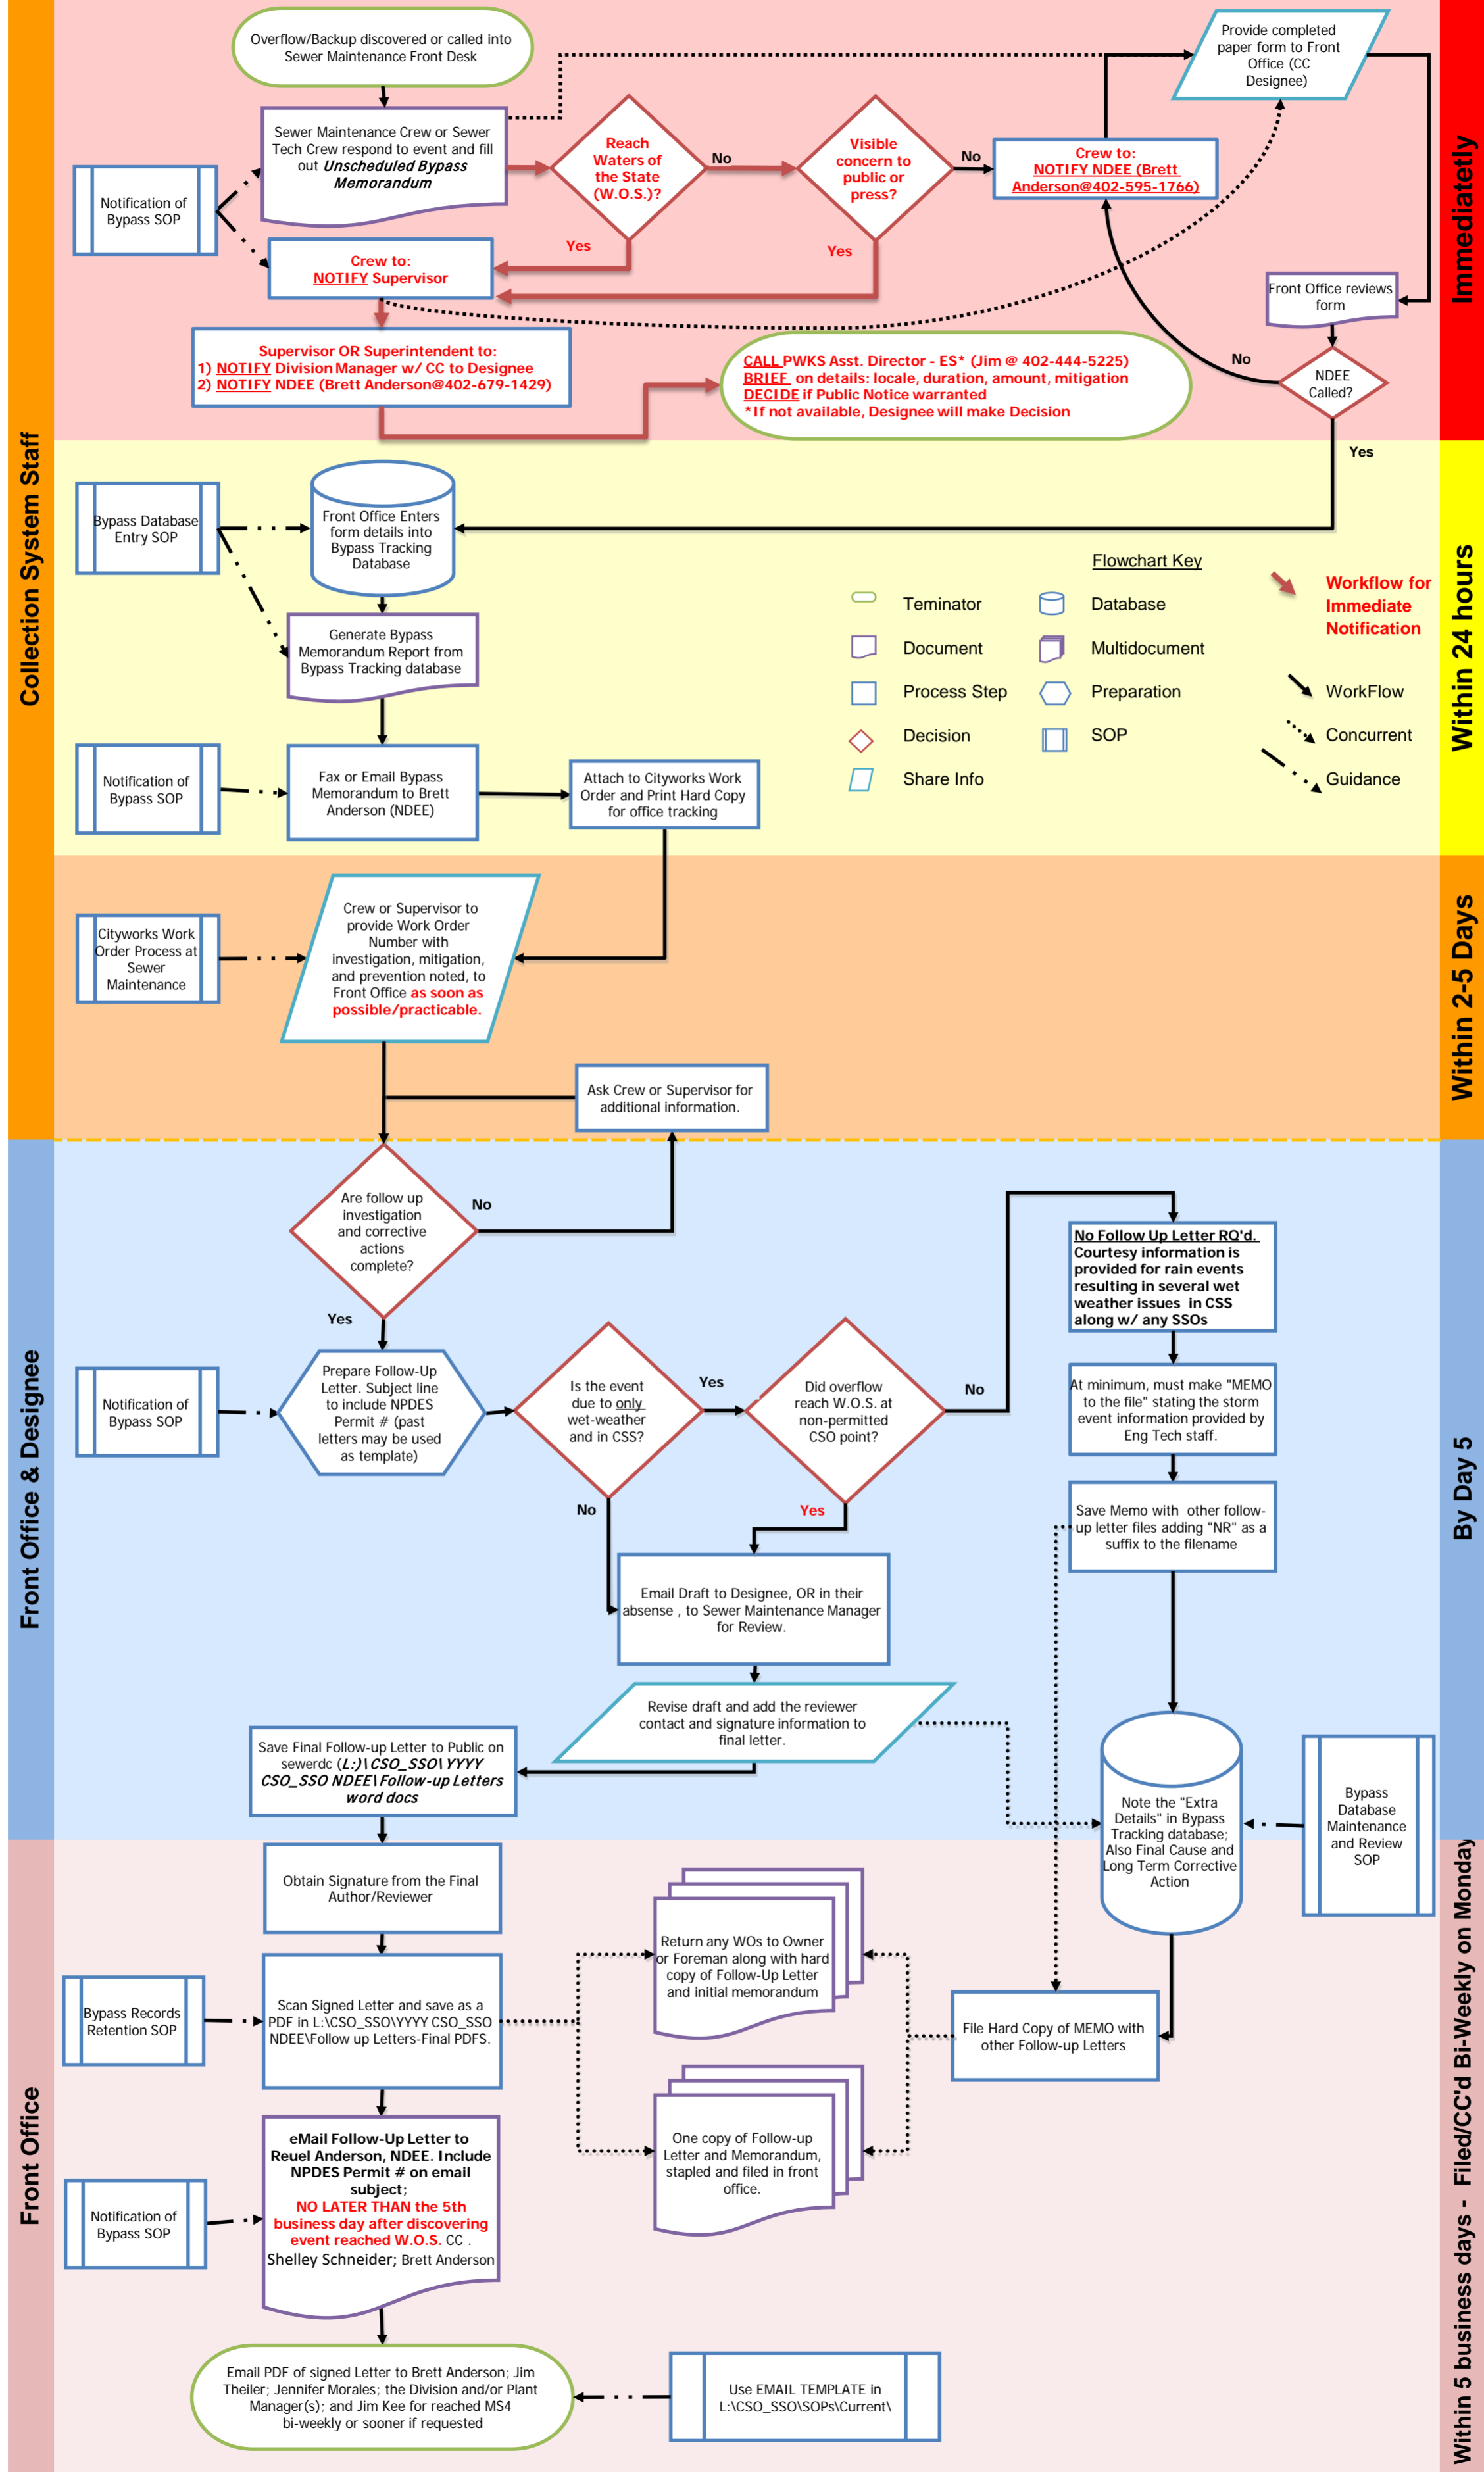 Overflow/Backup discovered or called into
Sewer Maintenance Front Desk
Provide completed
paper form to Front
Office (CC
Designee)
Sewer Maintenance Crew or Sewer
Tech Crew respond to event and fill
out Unscheduled Bypass
Memorandum
Reach
Waters of
the State
(W.O.S.)?
No
Visible
concern to
public or
press?
No
Crew to:
NOTIFY NDEE (Brett
Anderson@402-595-1766)
Notification of
Bypass SOP
Yes
Yes
Crew to:
NOTIFY Supervisor
Front Office reviews
form
Supervisor OR Superintendent to:
1) NOTIFY Division Manager w/ CC to Designee
2) NOTIFY NDEE (Brett Anderson@402-679-1429)
CALL PWKS Asst. Director - ES* (Jim @ 402-444-5225)
BRIEF on details: locale, duration, amount, mitigation
DECIDE if Public Notice warranted
*If not available, Designee will make Decision
No
NDEE
Called?
Yes
Immediatetly
Collection System Staff
Bypass Database
Entry SOP
Front Office Enters
form details into
Bypass Tracking
Database
Generate Bypass
Memorandum Report from
Bypass Tracking database
Notification of
Bypass SOP
Fax or Email Bypass
Memorandum to Brett
Anderson (NDEE)
Attach to Cityworks Work
Order and Print Hard Copy
for office tracking
Flowchart Key
Teminator
Document
Process Step
Decision
Share Info
Database
Multidocument
Preparation
SOP
Workflow for
Immediate
Notification
WorkFlow
Concurrent
Guidance
Within 24 hours
Cityworks Work
Order Process at
Sewer
Maintenance
Crew or Supervisor to
provide Work Order
Number with
investigation, mitigation,
and prevention noted, to
Front Office as soon as
possible/practicable.
Ask Crew or Supervisor for
additional information.
Within 2-5 Days
Are follow up
investigation
and corrective
actions
complete?
No
Yes
Notification of
Bypass SOP
Prepare Follow-Up
Letter. Subject line
to include NPDES
Permit # (past
letters may be used
as template)
Is the event
due to only
wet-weather
and in CSS?
Yes
No
Did overflow
reach W.O.S. at
non-permitted
CSO point?
No
Yes
No Follow Up Letter RQ'd.
Courtesy information is
provided for rain events
resulting in several wet
weather issues in CSS
along w/ any SSOs
At minimum, must make "MEMO
to the file" stating the storm
event information provided by
Eng Tech staff.
Save Memo with other follow-
up letter files adding "NR" as a
suffix to the filename
Email Draft to Designee, OR in their
absense , to Sewer Maintenance Manager
for Review.
Revise draft and add the reviewer
contact and signature information to
final letter.
Save Final Follow-up Letter to Public on
sewerdc (L:)\CSO_SSO\YYYY
CSO_SSO NDEE\Follow-up Letters
word docs
Note the "Extra
Details" in Bypass
Tracking database;
Also Final Cause and
Long Term Corrective
Action
Bypass
Database
Maintenance
and Review
SOP
Front Office & Designee
By Day 5
Obtain Signature from the Final
Author/Reviewer
Bypass Records
Retention SOP
Scan Signed Letter and save as a
PDF in L:\CSO_SSO\YYYY CSO_SSO
NDEE\Follow up Letters-Final PDFS.
Return any WOs to Owner
or Foreman along with hard
copy of Follow-Up Letter
and initial memorandum
File Hard Copy of MEMO with
other Follow-up Letters
One copy of Follow-up
Letter and Memorandum,
stapled and filed in front
office.
Notification of
Bypass SOP
eMail Follow-Up Letter to
Reuel Anderson, NDEE. Include
NPDES Permit # on email
subject;
NO LATER THAN the 5th
business day after discovering
event reached W.O.S. CC .
Shelley Schneider; Brett Anderson
Email PDF of signed Letter to Brett Anderson; Jim
Theiler; Jennifer Morales; the Division and/or Plant
Manager(s); and Jim Kee for reached MS4
bi-weekly or sooner if requested
Use EMAIL TEMPLATE in
L:\CSO_SSO\SOPs\Current\
Front Office
Within 5 business days - Filed/CC'd Bi-Weekly on Monday